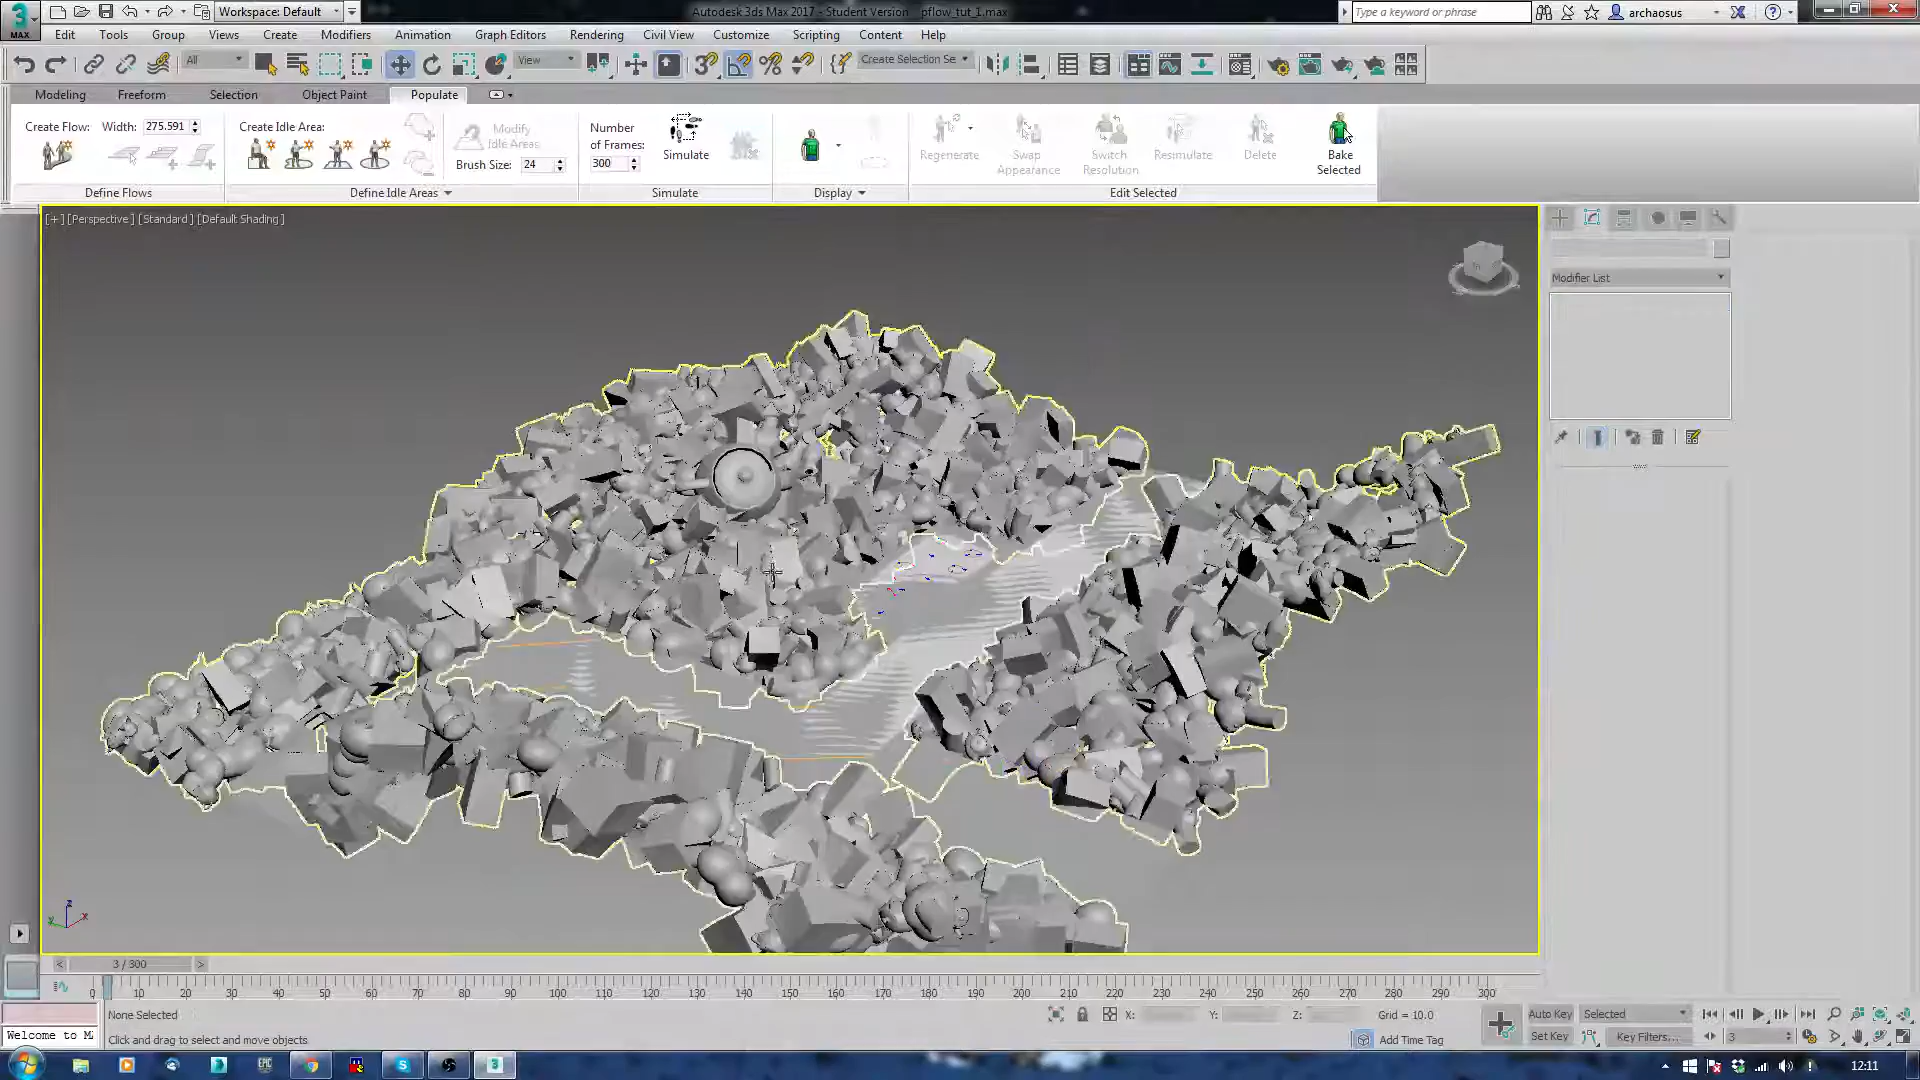 Workspace: Default
Autodesk 3ds Max 2017 - Student Version pflow_tut_1.max
Type a keyword or phrase
archaosus
MAX
Edit Tools Group Views Create Modifiers Animation Graph Editors Rendering Civil View Customize Scripting Content Help
All
View
Create Selection Se
Modeling Freeform Selection Object Paint Populate
Create Flow: Width: 275.591
Create Idle Area:
Modify
Idle Areas
Brush Size: 24
Number
of Frames:
300
Simulate
Regenerate
Swap
Appearance
Switch
Resolution
Resimulate
Delete
Bake
Selected
Define Flows
Define Idle Areas
Simulate
Display
Edit Selected
[+] [Perspective ] [Standard ] [Default Shading ]
Modifier List
3 / 300
0 10 20 30 40 50 60 70 80 90 100 110 120 130 140 150 160 170 180 190 200 210 220 230 240 250 260 270 280 290 300
None Selected
X: Y: Z: Grid = 10.0
Auto Key Selected
Welcome to M
Click and drag to select and move objects
Add Time Tag
Set Key Key Filters...
3
12:11